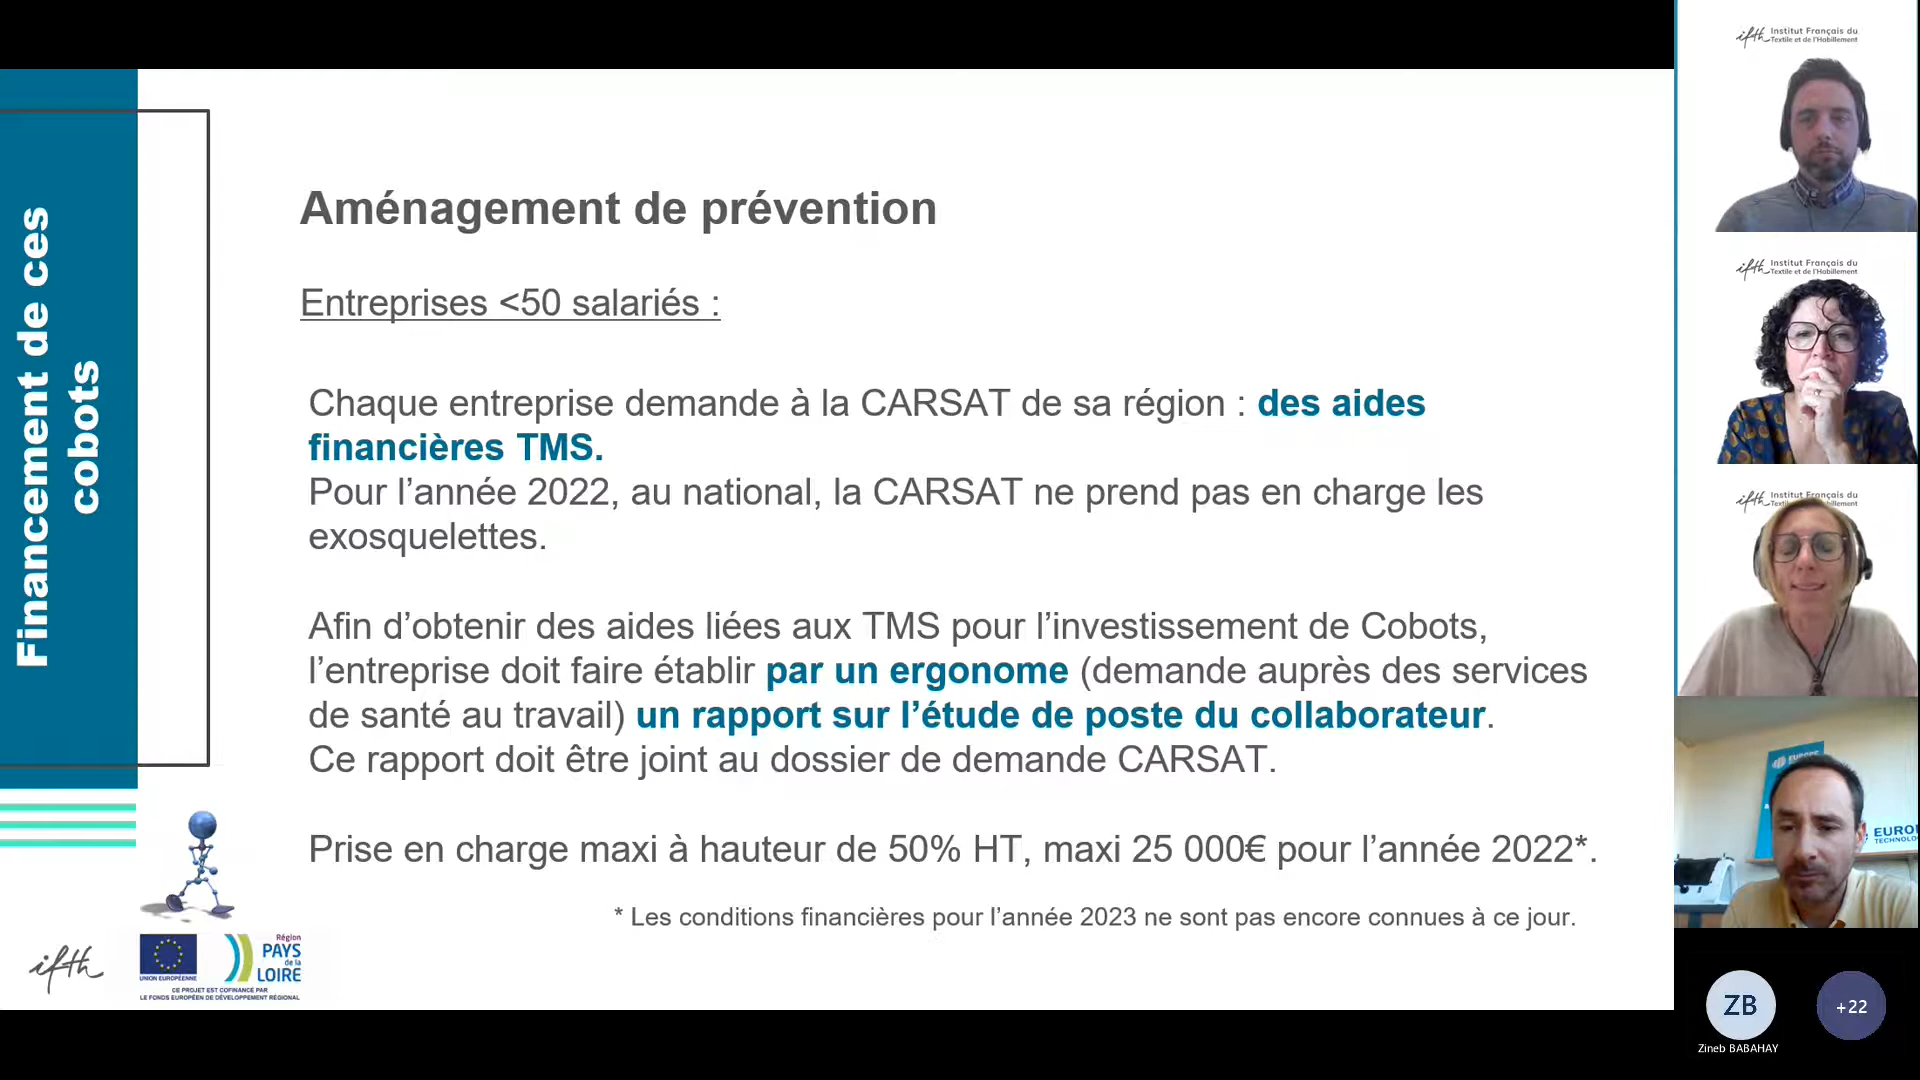 Financement de ces
cobots
Aménagement de prévention
Entreprises <50 salariés :
Chaque entreprise demande à la CARSAT de sa région : des aides
financières TMS.
Pour l’année 2022, au national, la CARSAT ne prend pas en charge les
exosquelettes.
Afin d’obtenir des aides liées aux TMS pour l’investissement de Cobots,
l’entreprise doit faire établir par un ergonome (demande auprès des services
de santé au travail) un rapport sur l’étude de poste du collaborateur.
Ce rapport doit être joint au dossier de demande CARSAT.
Prise en charge maxi à hauteur de 50% HT, maxi 25 000€ pour l’année 2022*.
* Les conditions financières pour l’année 2023 ne sont pas encore connues à ce jour.
ifth
UNION EUROPÉENNE
Région
PAYS
de la
LOIRE
CE PROJET EST COFINANCÉ PAR
LE FONDS EUROPÉEN DE DÉVELOPPEMENT RÉGIONAL
ifth Institut Français du
Textile et de l'Habillement
ifth Institut Français du
Textile et de l'Habillement
ifth Institut Français du
EUROPE
EURO
TECHNOLO
ZB
Zineb BABAHAY
+22